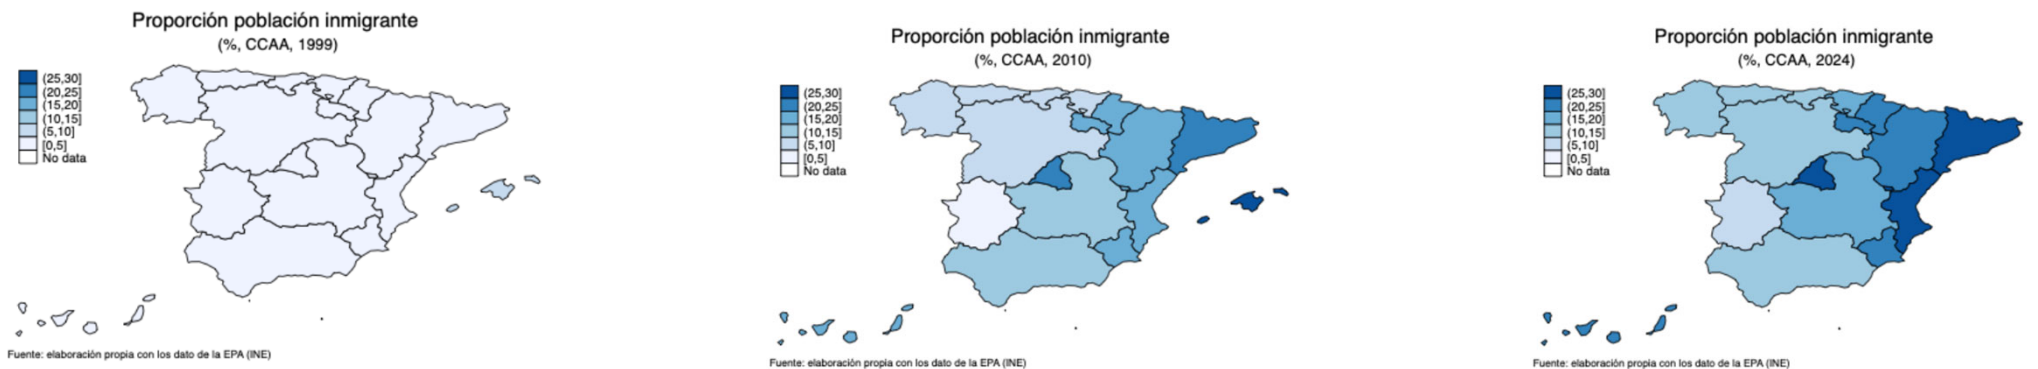 Proporción población inmigrante
(%, CCAA, 1999)
(25,30]
(20,25]
(15,20]
(10,15]
(5,10]
[0,5]
No data
Fuente: elaboración propia con los dato de la EPA (INE)
Proporción población inmigrante
(%, CCAA, 2010)
(25,30]
(20,25]
(15,20]
(10,15]
(5,10]
[0,5]
No data
Fuente: elaboración propia con los dato de la EPA (INE)
Proporción población inmigrante
(%, CCAA, 2024)
(25,30]
(20,25]
(15,20]
(10,15]
(5,10]
[0,5]
No data
Fuente: elaboración propia con los dato de la EPA (INE)